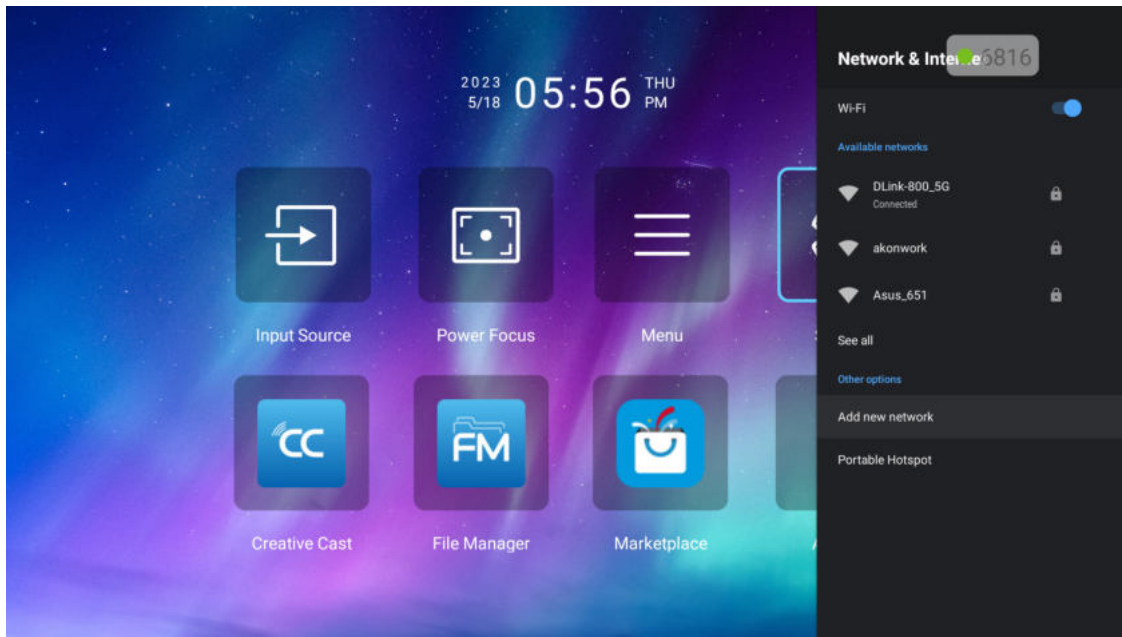 2023
5/18
05:56
THU
PM
Input Source
Power Focus
Menu
CC
Creative Cast
FM
File Manager
Marketplace
Network & Interne
6816
Wi-Fi
Available networks
DLink-800_5G
Connected
akonwork
Asus_651
See all
Other options
Add new network
Portable Hotspot